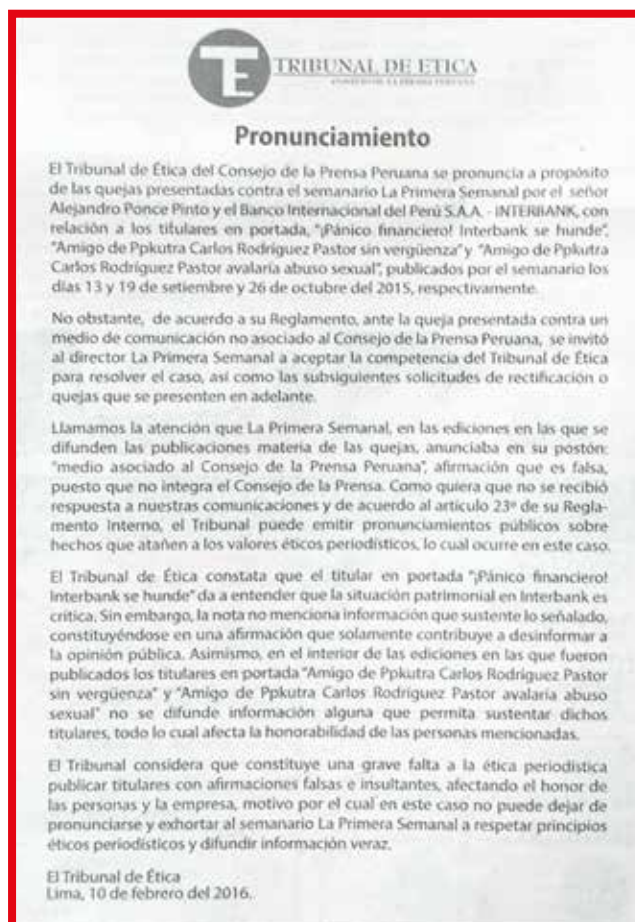 TE
TRIBUNAL DE ETICA
CONSEJO DE LA PRENSA PERUANA
Pronunciamiento
El Tribunal de Ética del Consejo de la Prensa Peruana se pronuncia a propósito
de las quejas presentadas contra el semanario La Primera Semanal por el señor
Alejandro Ponce Pinto y el Banco Internacional del Perú S.A.A. - INTERBANK, con
relación a los titulares en portada, "¡Pánico financiero! Interbank se hunde",
"Amigo de Ppkutra Carlos Rodríguez Pastor sin vergüenza" y "Amigo de Ppkutra
Carlos Rodríguez Pastor avalaría abuso sexual", publicados por el semanario los
días 13 y 19 de setiembre y 26 de octubre del 2015, respectivamente.
No obstante, de acuerdo a su Reglamento, ante la queja presentada contra un
medio de comunicación no asociado al Consejo de la Prensa Peruana, se invitó
al director La Primera Semanal a aceptar la competencia del Tribunal de Ética
para resolver el caso, así como las subsiguientes solicitudes de rectificación o
quejas que se presenten en adelante.
Llamamos la atención que La Primera Semanal, en las ediciones en las que se
difunden las publicaciones materia de las quejas, anunciaba en su postón:
"medio asociado al Consejo de la Prensa Peruana", afirmación que es falsa,
puesto que no integra el Consejo de la Prensa. Como quiera que no se recibió
respuesta a nuestras comunicaciones y de acuerdo al artículo 23º de su Regla-
mento Interno, el Tribunal puede emitir pronunciamientos públicos sobre
hechos que atañen a los valores éticos periodísticos, lo cual ocurre en este caso.
El Tribunal de Ética constata que el titular en portada "¡Pánico financiero!
Interbank se hunde" da a entender que la situación patrimonial en Interbank es
crítica. Sin embargo, la nota no menciona información que sustente lo señalado,
constituyéndose en una afirmación que solamente contribuye a desinformar a
la opinión pública. Asimismo, en el interior de las ediciones en las que fueron
publicados los titulares en portada "Amigo de Ppkutra Carlos Rodríguez Pastor
sin vergüenza" y "Amigo de Ppkutra Carlos Rodríguez Pastor avalaría abuso
sexual" no se difunde información alguna que permita sustentar dichos
titulares, todo lo cual afecta la honorabilidad de las personas mencionadas.
El Tribunal considera que constituye una grave falta a la ética periodística
publicar titulares con afirmaciones falsas e insultantes, afectando el honor de
las personas y la empresa, motivo por el cual en este caso no puede dejar de
pronunciarse y exhortar al semanario La Primera Semanal a respetar principios
éticos periodísticos y difundir información veraz.
El Tribunal de Ética
Lima, 10 de febrero del 2016.